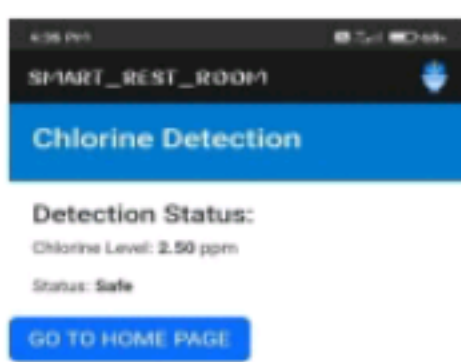 SMART_REST_ROOM
Chlorine Detection
Detection Status:
Chlorine Level: 2.50 ppm
Status: Safe
GO TO HOME PAGE